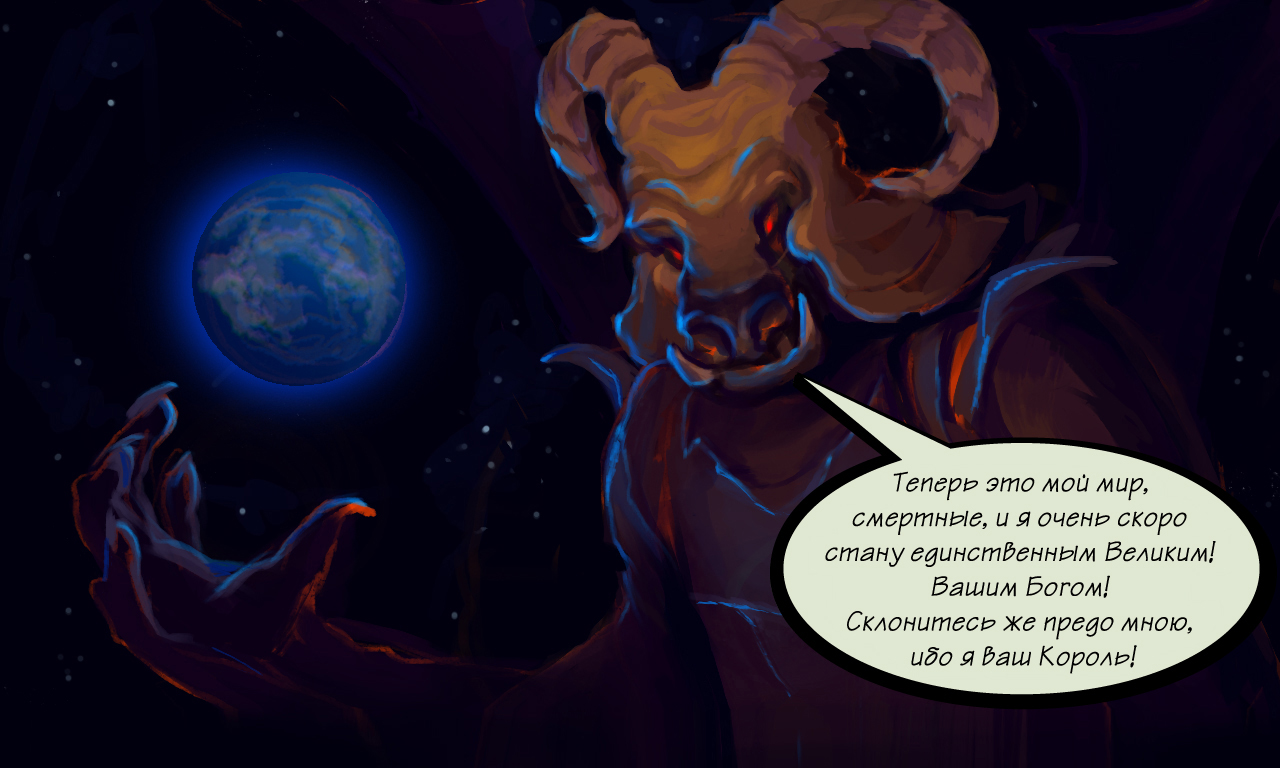 Теперь это мой мир,
смертные, и я очень скоро
стану единственным Великим!
Вашим Богом!
Склонитесь же предо мною,
ибо я ваш Король!